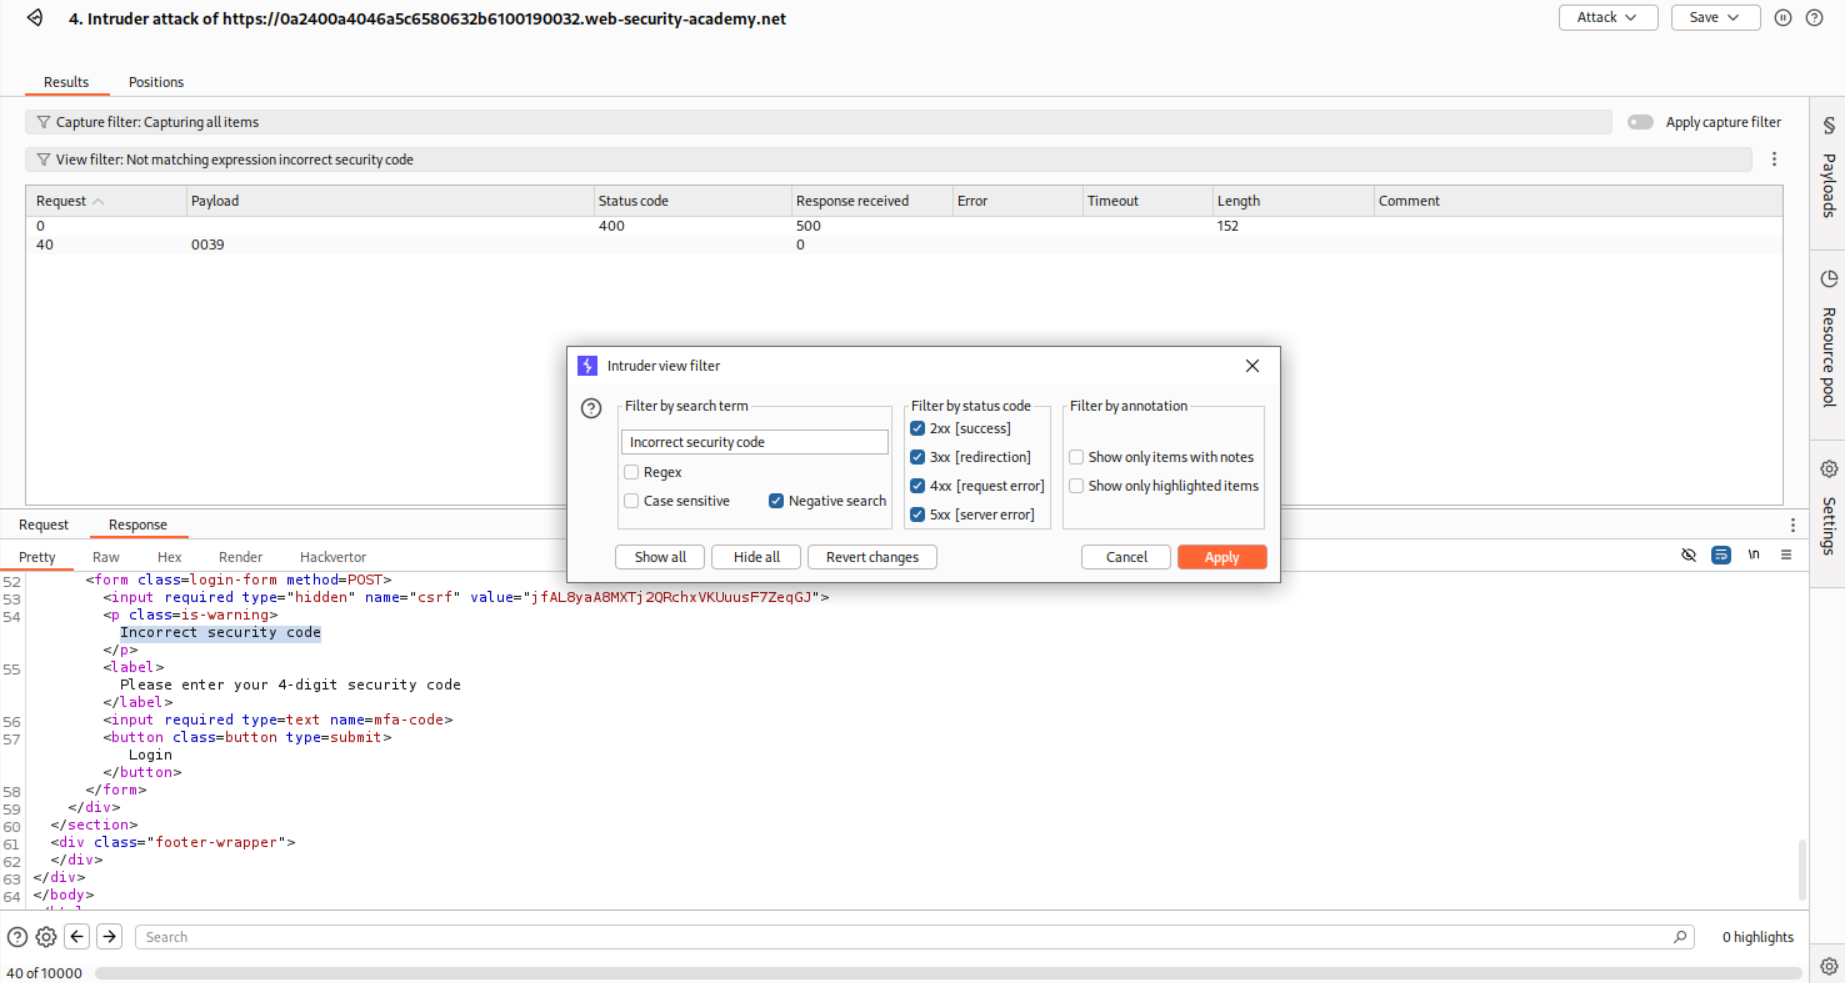 4. Intruder attack of https://0a2400a4046a5c6580632b6100190032.web-security-academy.net
Attack
Save
Results
Positions
Capture filter: Capturing all items
Apply capture filter
View filter: Not matching expression incorrect security code
Request
Payload
Status code
Response received
Error
Timeout
Length
Comment
0
400
500
152
40
0039
0
Payloads
Resource pool
Settings
Intruder view filter
Filter by search term
Incorrect security code
Regex
Case sensitive
Negative search
Filter by status code
2xx [success]
3xx [redirection]
4xx [request error]
5xx [server error]
Filter by annotation
Show only items with notes
Show only highlighted items
Show all
Hide all
Revert changes
Cancel
Apply
Request
Response
Pretty
Raw
Hex
Render
Hackvertor
\n
52 <form class=login-form method=POST>
53 <input required type="hidden" name="csrf" value="jfAL8yaA8MXTj2QRchxVKUuusF7ZeqGJ">
54 <p class=is-warning>
Incorrect security code
</p>
55 <label>
Please enter your 4-digit security code
</label>
56 <input required type=text name=mfa-code>
57 <button class=button type=submit>
Login
</button>
58 </form>
59 </div>
60 </section>
61 <div class="footer-wrapper">
62 </div>
63 </div>
64 </body>
Search
0 highlights
40 of 10000